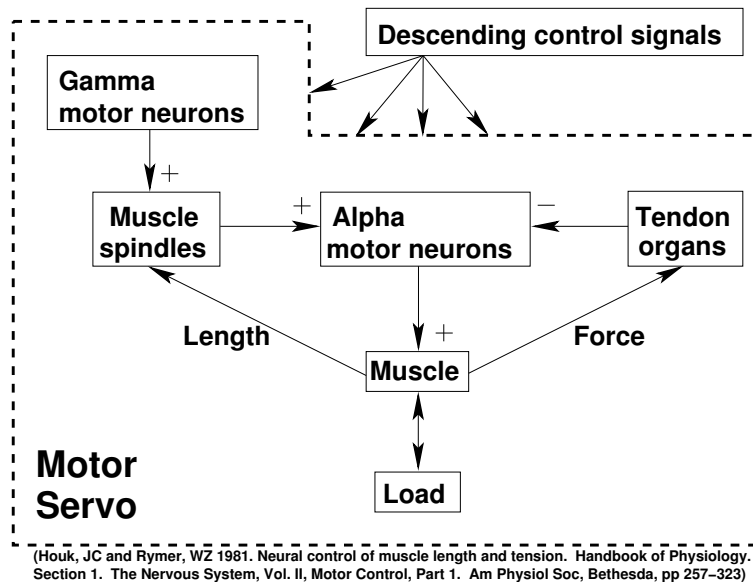 Descending control signals
Gamma
motor neurons
+
Muscle
spindles
+
Alpha
motor neurons
−
Tendon
organs
Length
+
Force
Muscle
Load
Motor
Servo
(Houk, JC and Rymer, WZ 1981. Neural control of muscle length and tension. Handbook of Physiology.
Section 1. The Nervous System, Vol. II, Motor Control, Part 1. Am Physiol Soc, Bethesda, pp 257−323)